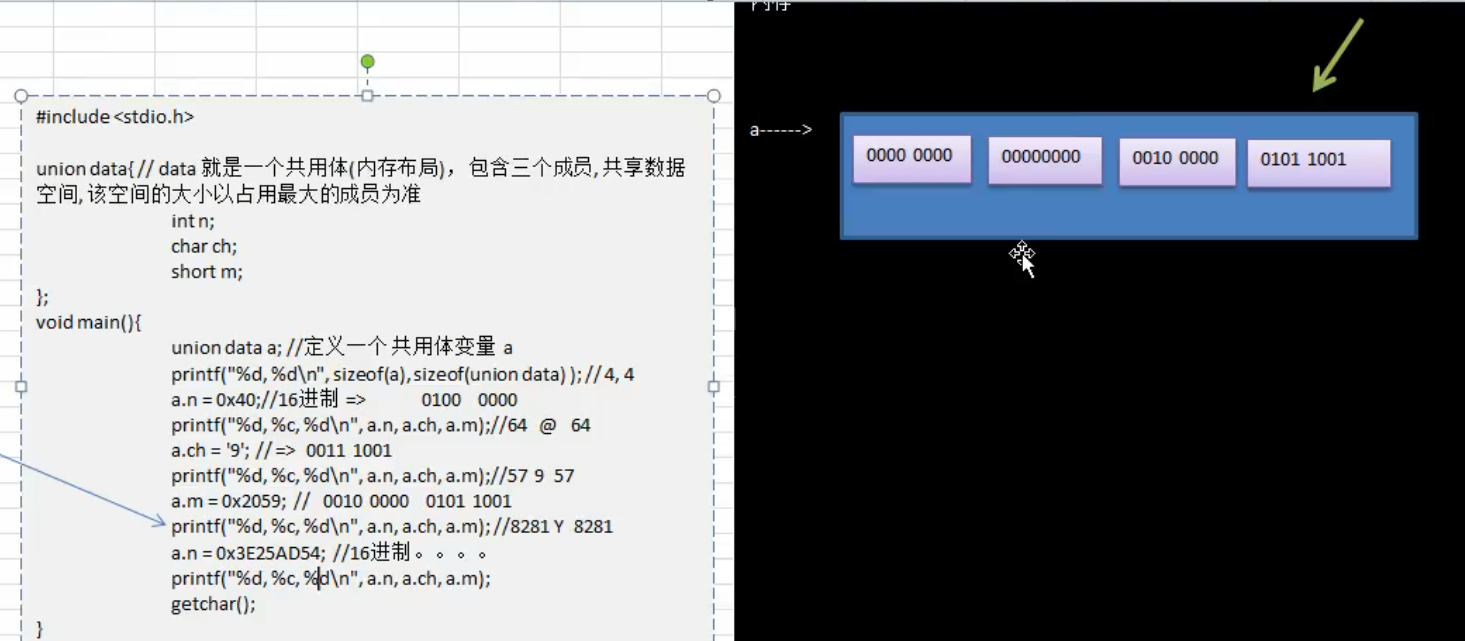 #include <stdio.h>
union data{ // data 就是一个共用体(内存布局)，包含三个成员, 共享数据
空间, 该空间的大小以占用最大的成员为准
int n;
char ch;
short m;
};
void main(){
union data a; //定义一个 共用体变量 a
printf("%d, %d\n", sizeof(a), sizeof(union data) ); // 4, 4
a.n = 0x40;//16进制 => 0100 0000
printf("%d, %c, %d\n", a.n, a.ch, a.m);//64 @ 64
a.ch = '9'; // => 0011 1001
printf("%d, %c, %d\n", a.n, a.ch, a.m);//57 9 57
a.m = 0x2059; // 0010 0000 0101 1001
printf("%d, %c, %d\n", a.n, a.ch, a.m); //8281 Y 8281
a.n = 0x3E25AD54; //16进制。。。。
printf("%d, %c, %d\n", a.n, a.ch, a.m);
getchar();
}
内存
a------>
0000 0000
00000000
0010 0000
0101 1001